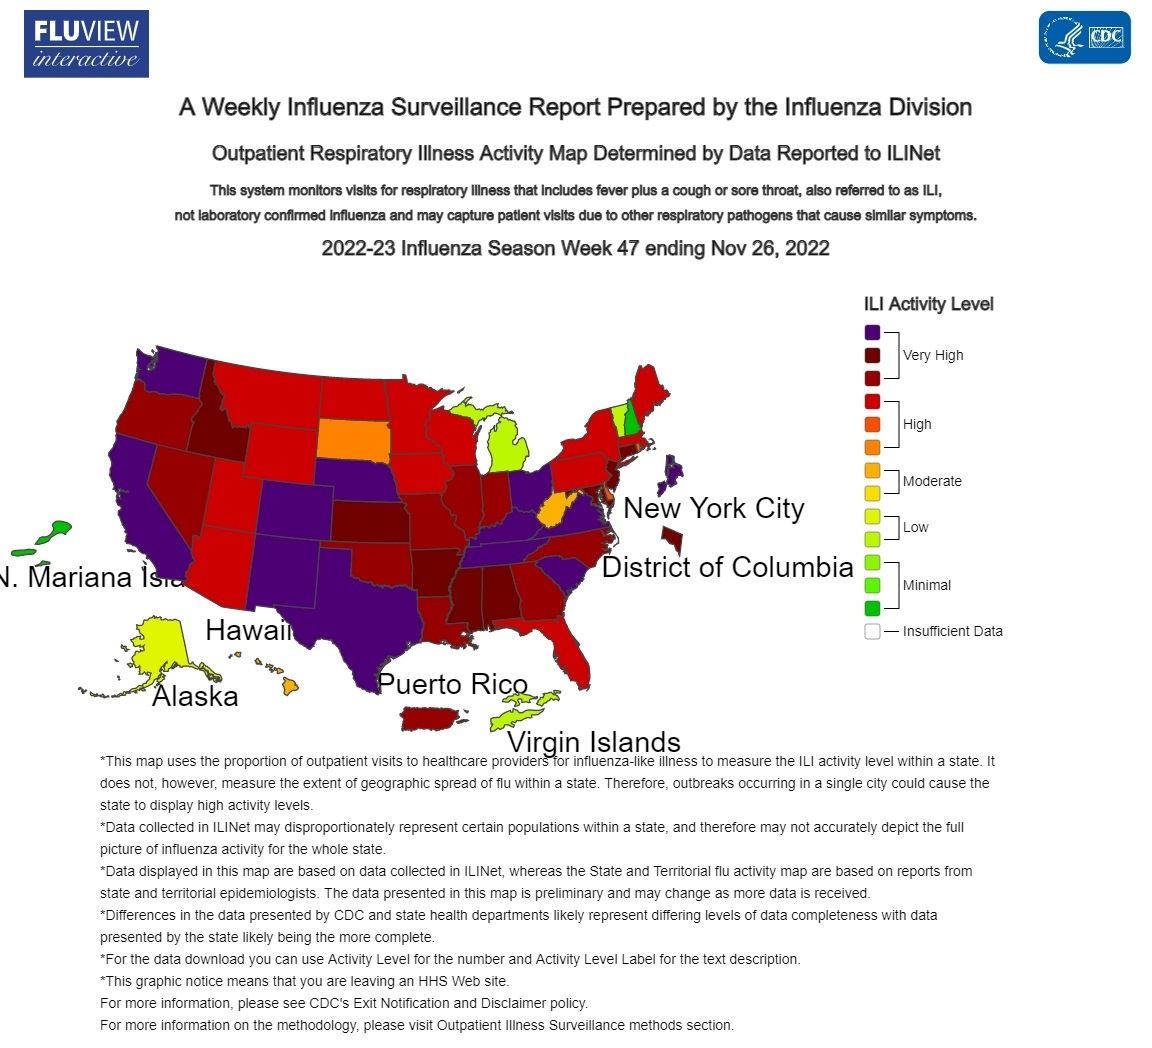 FLUVIEW
interactive
CDC
A Weekly Influenza Surveillance Report Prepared by the Influenza Division
Outpatient Respiratory Illness Activity Map Determined by Data Reported to ILINet
This system monitors visits for respiratory illness that includes fever plus a cough or sore throat, also referred to as ILI,
not laboratory confirmed influenza and may capture patient visits due to other respiratory pathogens that cause similar symptoms.
2022-23 Influenza Season Week 47 ending Nov 26, 2022
ILI Activity Level
Very High
High
Moderate
Low
Minimal
Insufficient Data
New York City
District of Columbia
N. Mariana Isla
Hawaii
Alaska
Puerto Rico
Virgin Islands
*This map uses the proportion of outpatient visits to healthcare providers for influenza-like illness to measure the ILI activity level within a state. It
does not, however, measure the extent of geographic spread of flu within a state. Therefore, outbreaks occurring in a single city could cause the
state to display high activity levels.
*Data collected in ILINet may disproportionately represent certain populations within a state, and therefore may not accurately depict the full
picture of influenza activity for the whole state.
*Data displayed in this map are based on data collected in ILINet, whereas the State and Territorial flu activity map are based on reports from
state and territorial epidemiologists. The data presented in this map is preliminary and may change as more data is received.
*Differences in the data presented by CDC and state health departments likely represent differing levels of data completeness with data
presented by the state likely being the more complete.
*For the data download you can use Activity Level for the number and Activity Level Label for the text description.
*This graphic notice means that you are leaving an HHS Web site.
For more information, please see CDC's Exit Notification and Disclaimer policy.
For more information on the methodology, please visit Outpatient Illness Surveillance methods section.